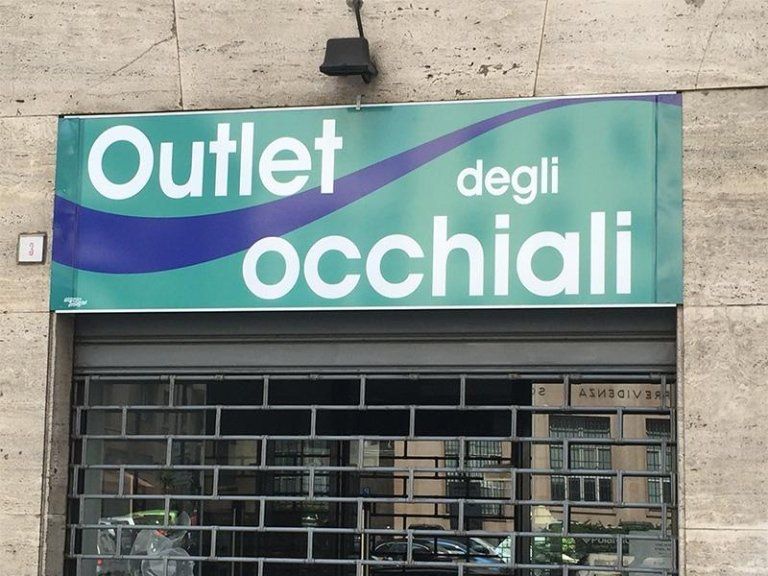 Outlet
degli
occhiali
3